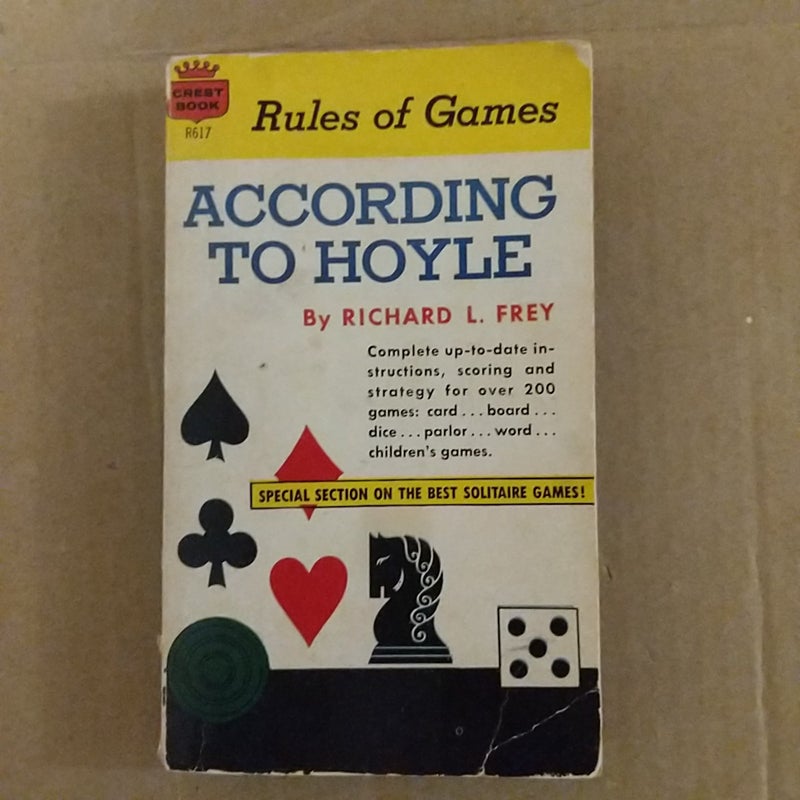 CREST
BOOK
R617
Rules of Games
ACCORDING
TO HOYLE
By RICHARD L. FREY
Complete up-to-date in-
structions, scoring and
strategy for over 200
games: card...board...
dice...parlor...word...
children's games.
SPECIAL SECTION ON THE BEST SOLITAIRE GAMES!